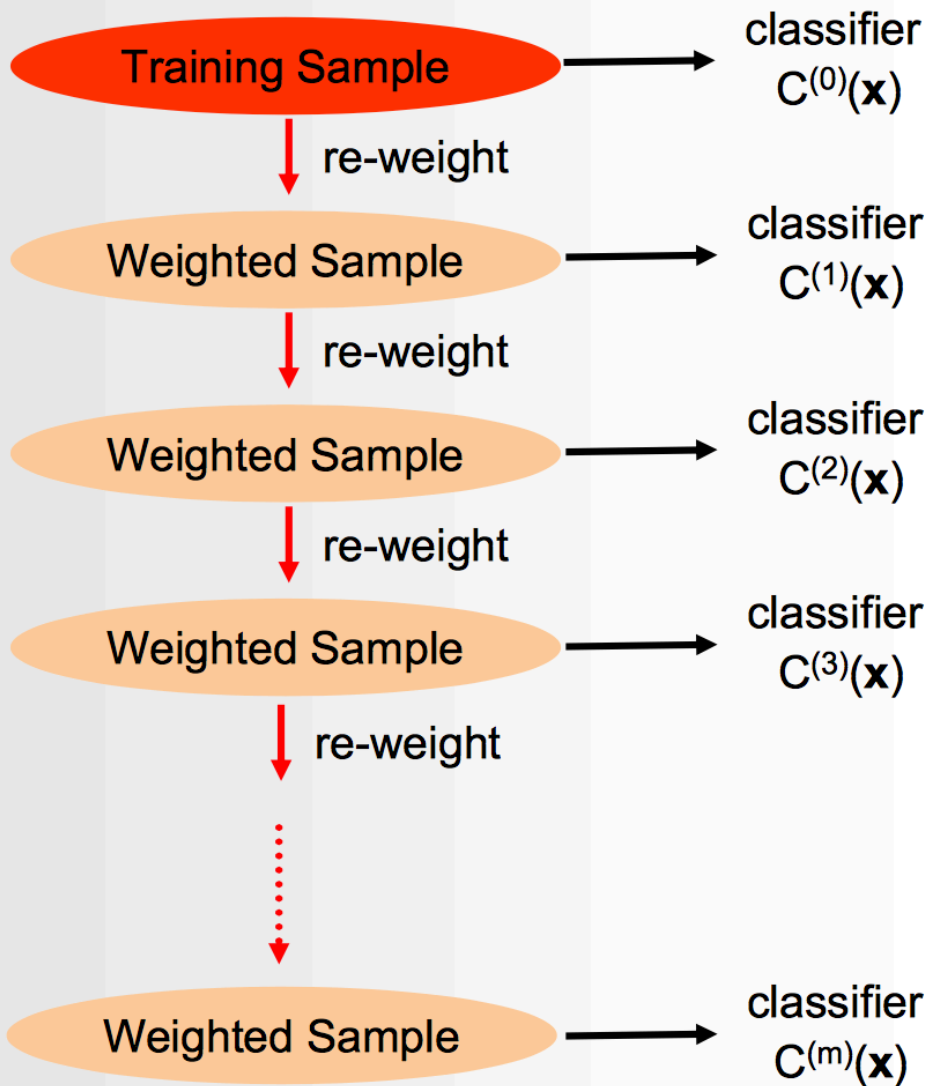 Training Sample
classifier
C⁽⁰⁾(x)
re-weight
Weighted Sample
classifier
C⁽¹⁾(x)
re-weight
Weighted Sample
classifier
C⁽²⁾(x)
re-weight
Weighted Sample
classifier
C⁽³⁾(x)
re-weight
Weighted Sample
classifier
C⁽ᵐ⁾(x)